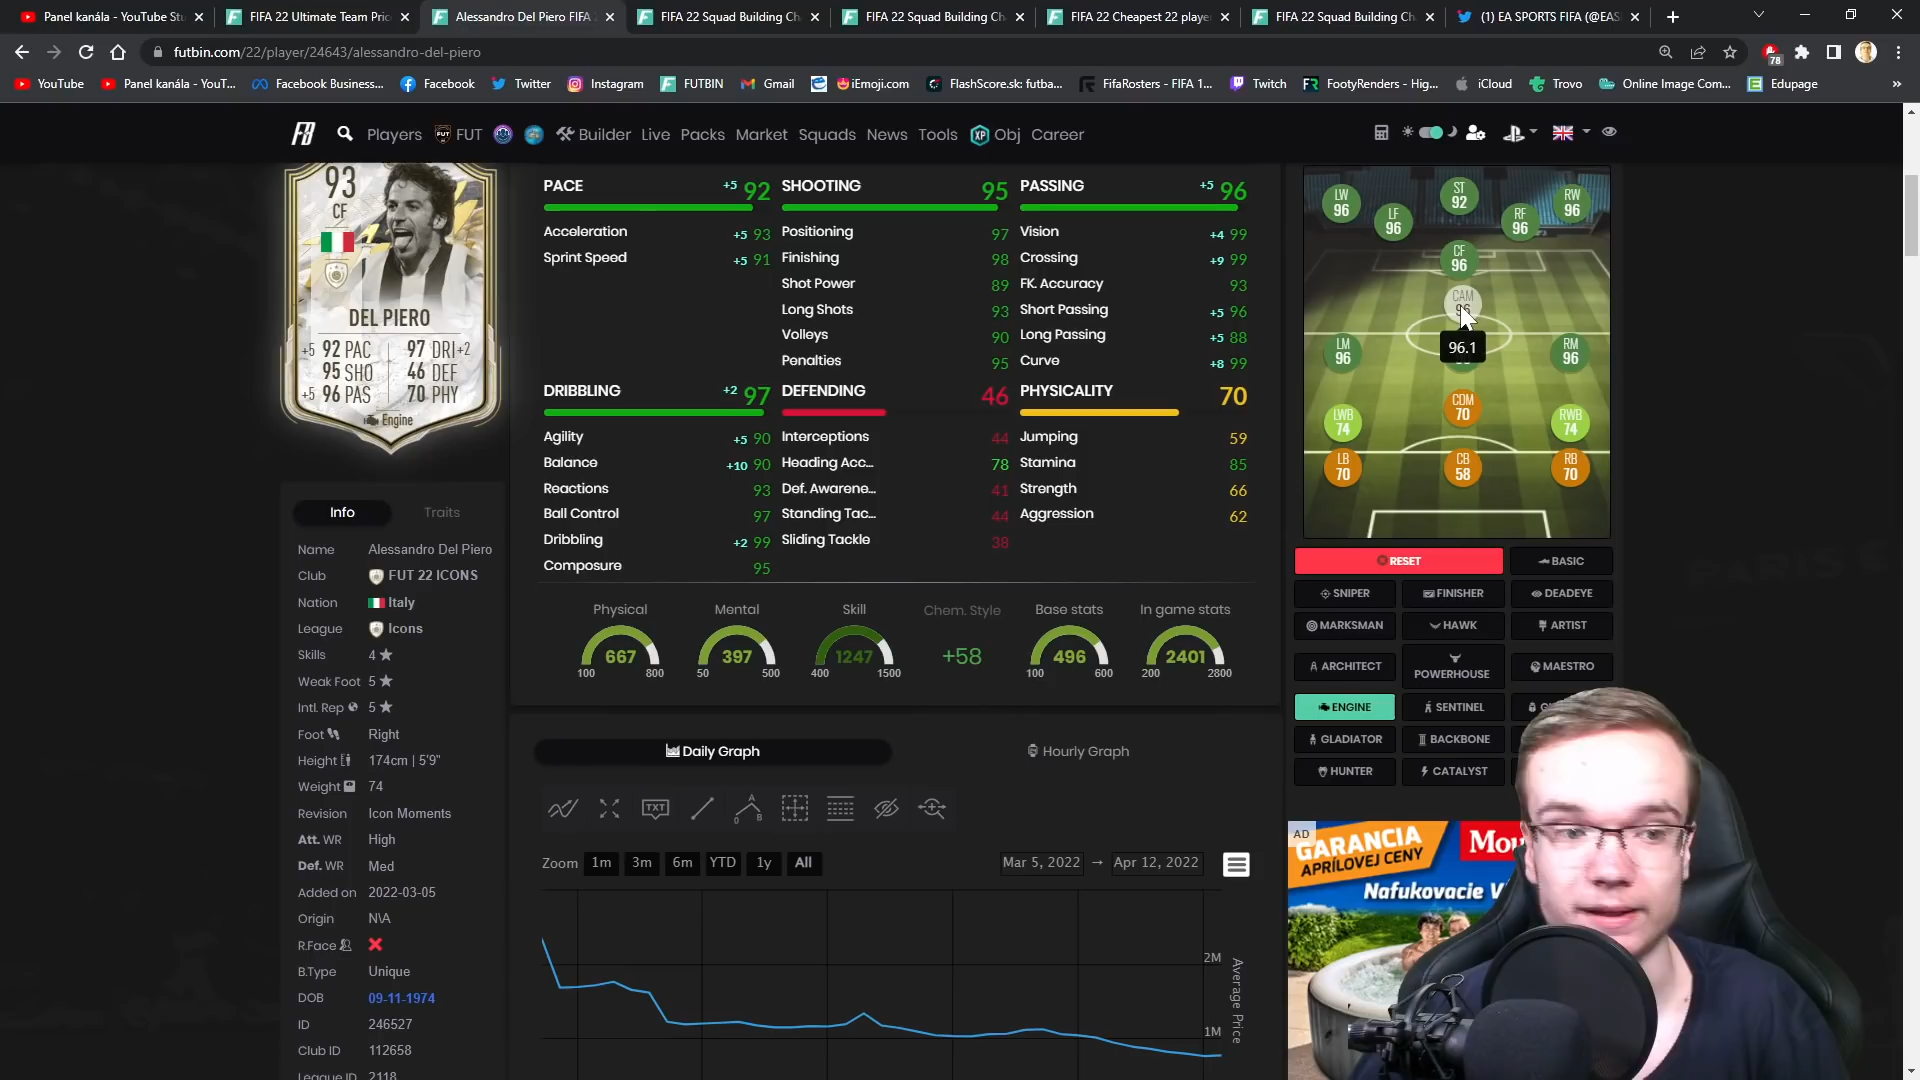 Panel kanála - YouTube Stu
FIFA 22 Ultimate Team Pric
Alessandro Del Piero FIFA
FIFA 22 Squad Building Ch
FIFA 22 Squad Building Ch
FIFA 22 Cheapest 22 player
FIFA 22 Squad Building Ch
(1) EA SPORTS FIFA (@EAS
futbin.com/22/player/24643/alessandro-del-piero
78
YouTube
Panel kanála - YouT...
Facebook Business...
Facebook
Twitter
Instagram
FUTBIN
Gmail
iEmoji.com
FlashScore.sk: futba...
FifaRosters - FIFA 1...
Twitch
FootyRenders - Hig...
iCloud
Trovo
Online Image Com...
Edupage
Players
FUT
Builder
Live
Packs
Market
Squads
News
Tools
XP Obj
Career
93
CF
DEL PIERO
+5 92 PAC 97 DRI+2
95 SHO 46 DEF
+5 96 PAS 70 PHY
Engine
PACE +5 92
Acceleration +5 93
Sprint Speed +5 91
SHOOTING 95
Positioning 97
Finishing 98
Shot Power 89
Long Shots 93
Volleys 90
Penalties 95
PASSING +5 96
Vision +4 99
Crossing +9 99
FK. Accuracy 93
Short Passing +5 96
Long Passing +5 88
Curve +8 99
DRIBBLING +2 97
Agility +5 90
Balance +10 90
Reactions 93
Ball Control 97
Dribbling +2 99
Composure 95
DEFENDING 46
Interceptions 44
Heading Acc... 78
Def. Awarene... 41
Standing Tac... 44
Sliding Tackle 38
PHYSICALITY 70
Jumping 59
Stamina 85
Strength 66
Aggression 62
Physical
667
100 800
Mental
397
50 500
Skill
1247
400 1500
Chem. Style
+58
Base stats
496
100 600
In game stats
2401
200 2800
LW
96
ST
92
RW
96
LF
96
RF
96
CF
96
CAM
96
96.1
LM
96
RM
96
CDM
70
LWB
74
RWB
74
LB
70
CB
58
RB
70
RESET
BASIC
SNIPER
FINISHER
DEADEYE
MARKSMAN
HAWK
ARTIST
ARCHITECT
POWERHOUSE
MAESTRO
ENGINE
SENTINEL
GLADIATOR
BACKBONE
HUNTER
CATALYST
Info
Traits
Name Alessandro Del Piero
Club FUT 22 ICONS
Nation Italy
League Icons
Skills 4
Weak Foot 5
Intl. Rep 5
Foot Right
Height 174cm | 5'9"
Weight 74
Revision Icon Moments
Att. WR High
Def. WR Med
Added on 2022-03-05
Origin N\A
R.Face
B.Type Unique
DOB 09-11-1974
ID 246527
Club ID 112658
League ID 2118
Daily Graph
Hourly Graph
TXT
A
0 B
Zoom 1m 3m 6m YTD 1y All
Mar 5, 2022 → Apr 12, 2022
2M
1M
Average Price
AD
GARANCIA
APRÍLOVEJ CENY
Mou
Nafukovacie V